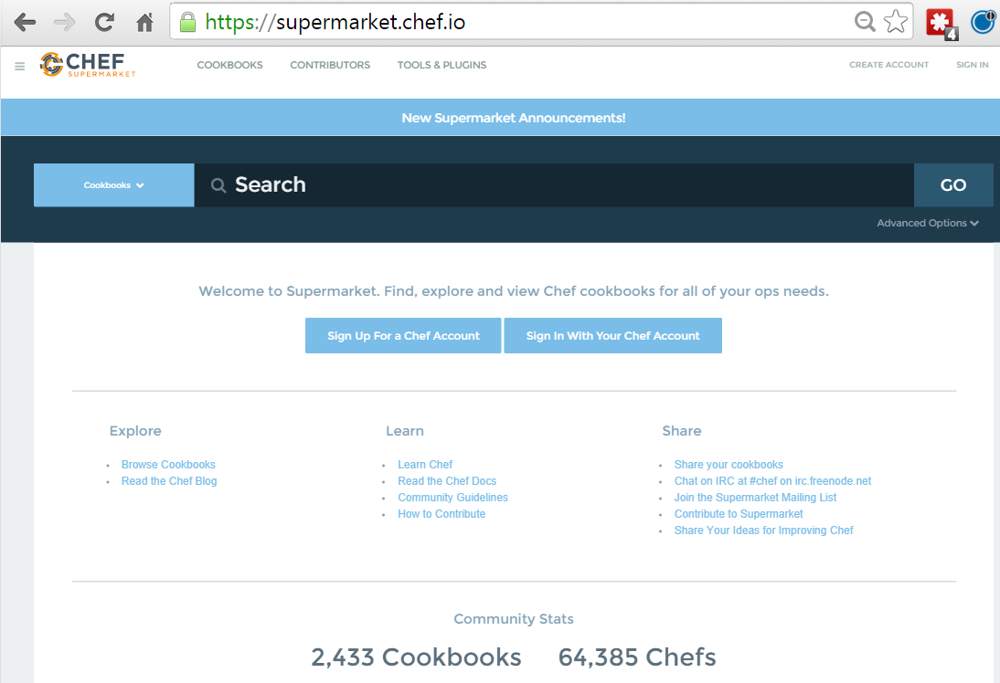 https://supermarket.chef.io
4
CHEF
SUPERMARKET
COOKBOOKS CONTRIBUTORS TOOLS & PLUGINS CREATE ACCOUNT SIGN IN
New Supermarket Announcements!
Cookbooks Search GO
Advanced Options
Welcome to Supermarket. Find, explore and view Chef cookbooks for all of your ops needs.
Sign Up For a Chef Account Sign In With Your Chef Account
Explore
Browse Cookbooks
Read the Chef Blog
Learn
Learn Chef
Read the Chef Docs
Community Guidelines
How to Contribute
Share
Share your cookbooks
Chat on IRC at #chef on irc.freenode.net
Join the Supermarket Mailing List
Contribute to Supermarket
Share Your Ideas for Improving Chef
Community Stats
2,433 Cookbooks 64,385 Chefs